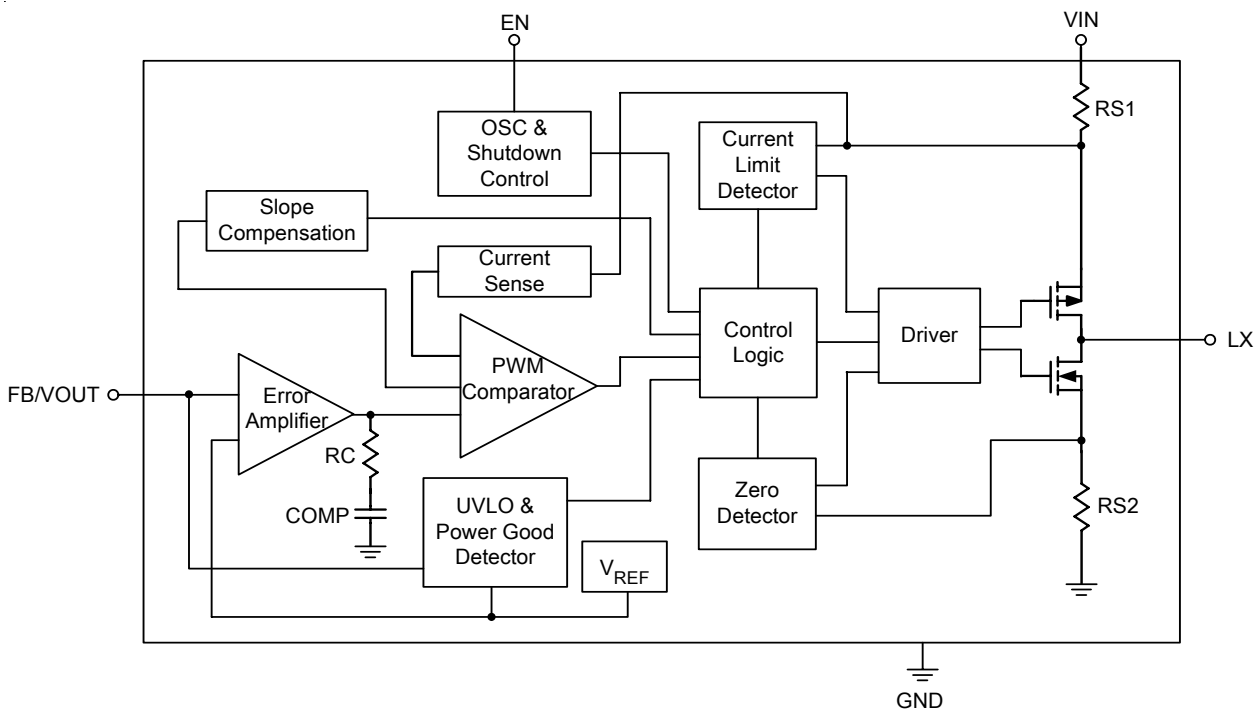 EN
VIN
RS1
OSC &
Shutdown
Control
Current
Limit
Detector
Slope
Compensation
Current
Sense
Control
Logic
Driver
LX
PWM
Comparator
FB/VOUT
Error
Amplifier
RC
COMP
UVLO &
Power Good
Detector
VREF
Zero
Detector
RS2
GND